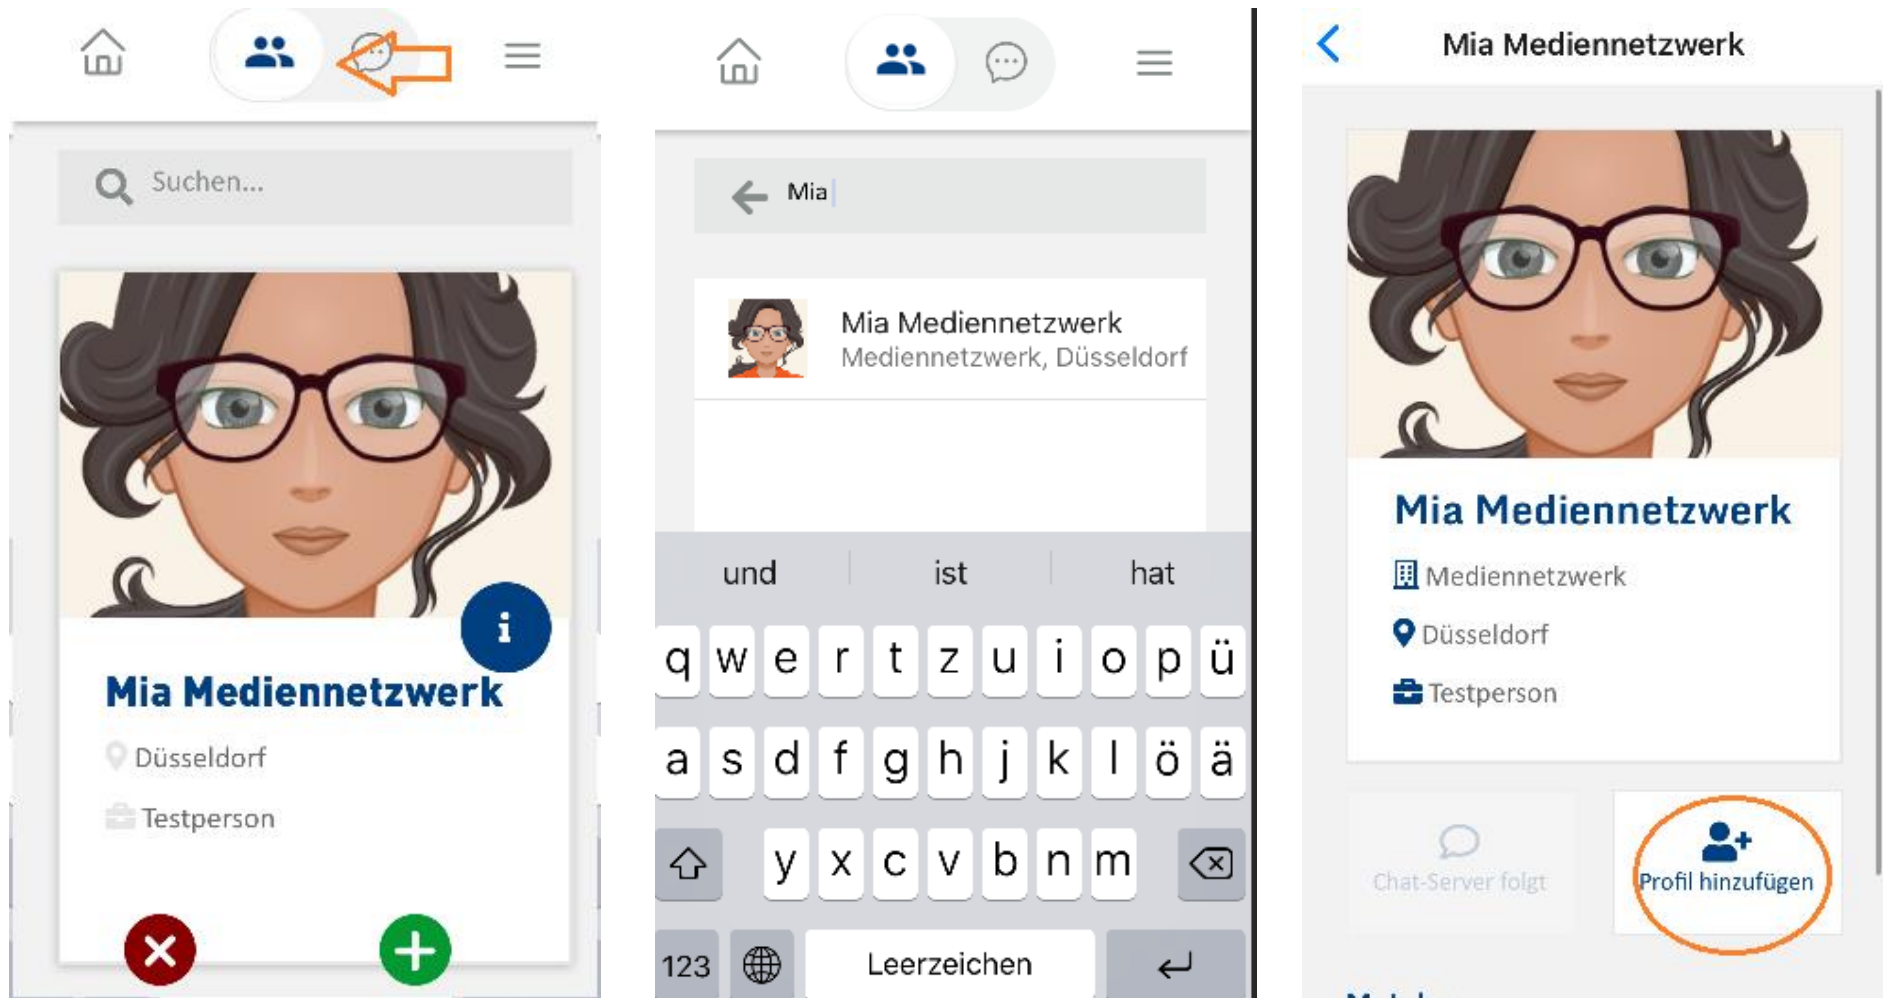 Suchen...
i
Mia Mediennetzwerk
Düsseldorf
Testperson
Mia
Mia Mediennetzwerk
Mediennetzwerk, Düsseldorf
und ist hat
q w e r t z u i o p ü
a s d f g h j k l ö ä
y x c v b n m
123 Leerzeichen
Mia Mediennetzwerk
Mia Mediennetzwerk
Mediennetzwerk
Düsseldorf
Testperson
Chat-Server folgt
Profil hinzufügen